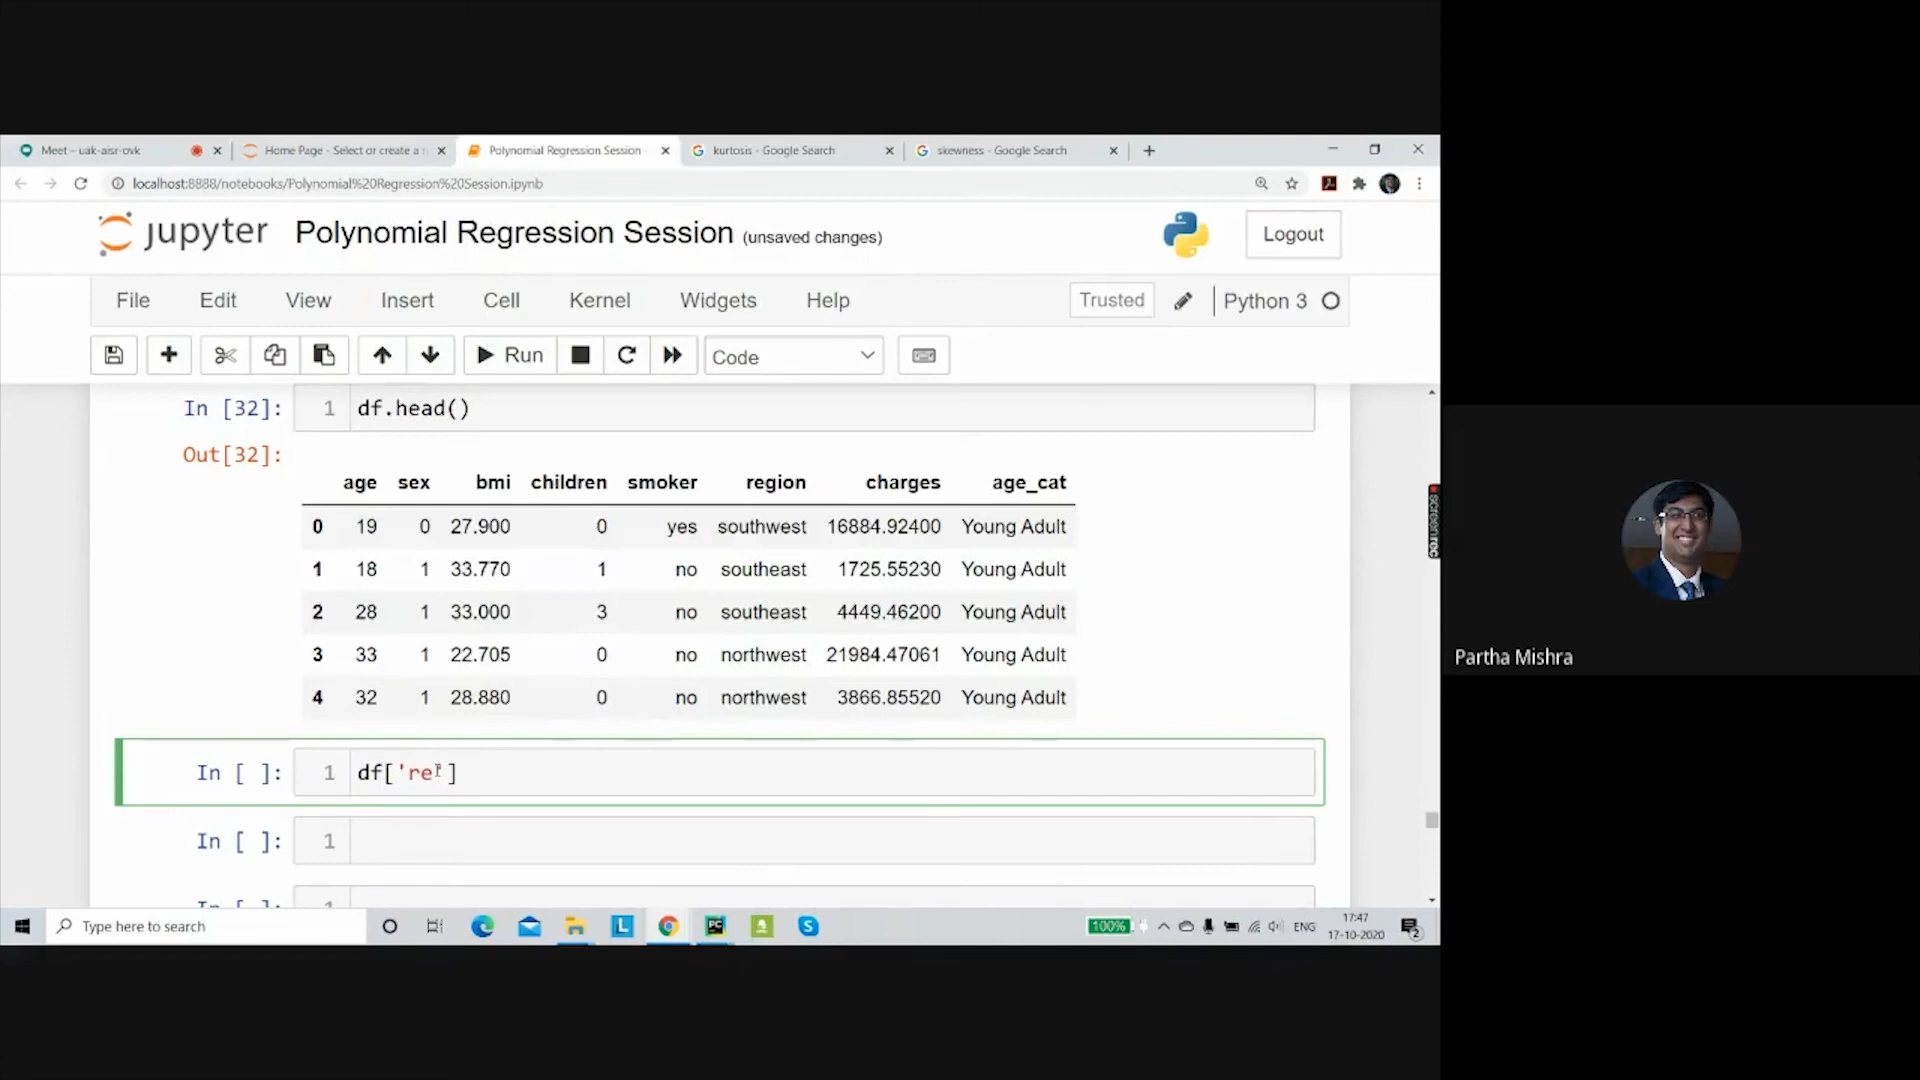 Meet – uak-aisr-ovk
Home Page - Select or create a
Polynomial Regression Session -
kurtosis - Google Search
skewness - Google Search
localhost:8888/notebooks/Polynomial%20Regression%20Session.ipynb
jupyter Polynomial Regression Session (unsaved changes)
Logout
File Edit View Insert Cell Kernel Widgets Help
Trusted
Python 3
Run
Code
In [32]: 1 df.head()
Out[32]:
age sex bmi children smoker region charges age_cat
0 19 0 27.900 0 yes southwest 16884.92400 Young Adult
1 18 1 33.770 1 no southeast 1725.55230 Young Adult
2 28 1 33.000 3 no southeast 4449.46200 Young Adult
3 33 1 22.705 0 no northwest 21984.47061 Young Adult
4 32 1 28.880 0 no northwest 3866.85520 Young Adult
In [ ]: 1 df['re']
In [ ]: 1
screenrec
Partha Mishra
Type here to search
100%
ENG
17:47
17-10-2020
2